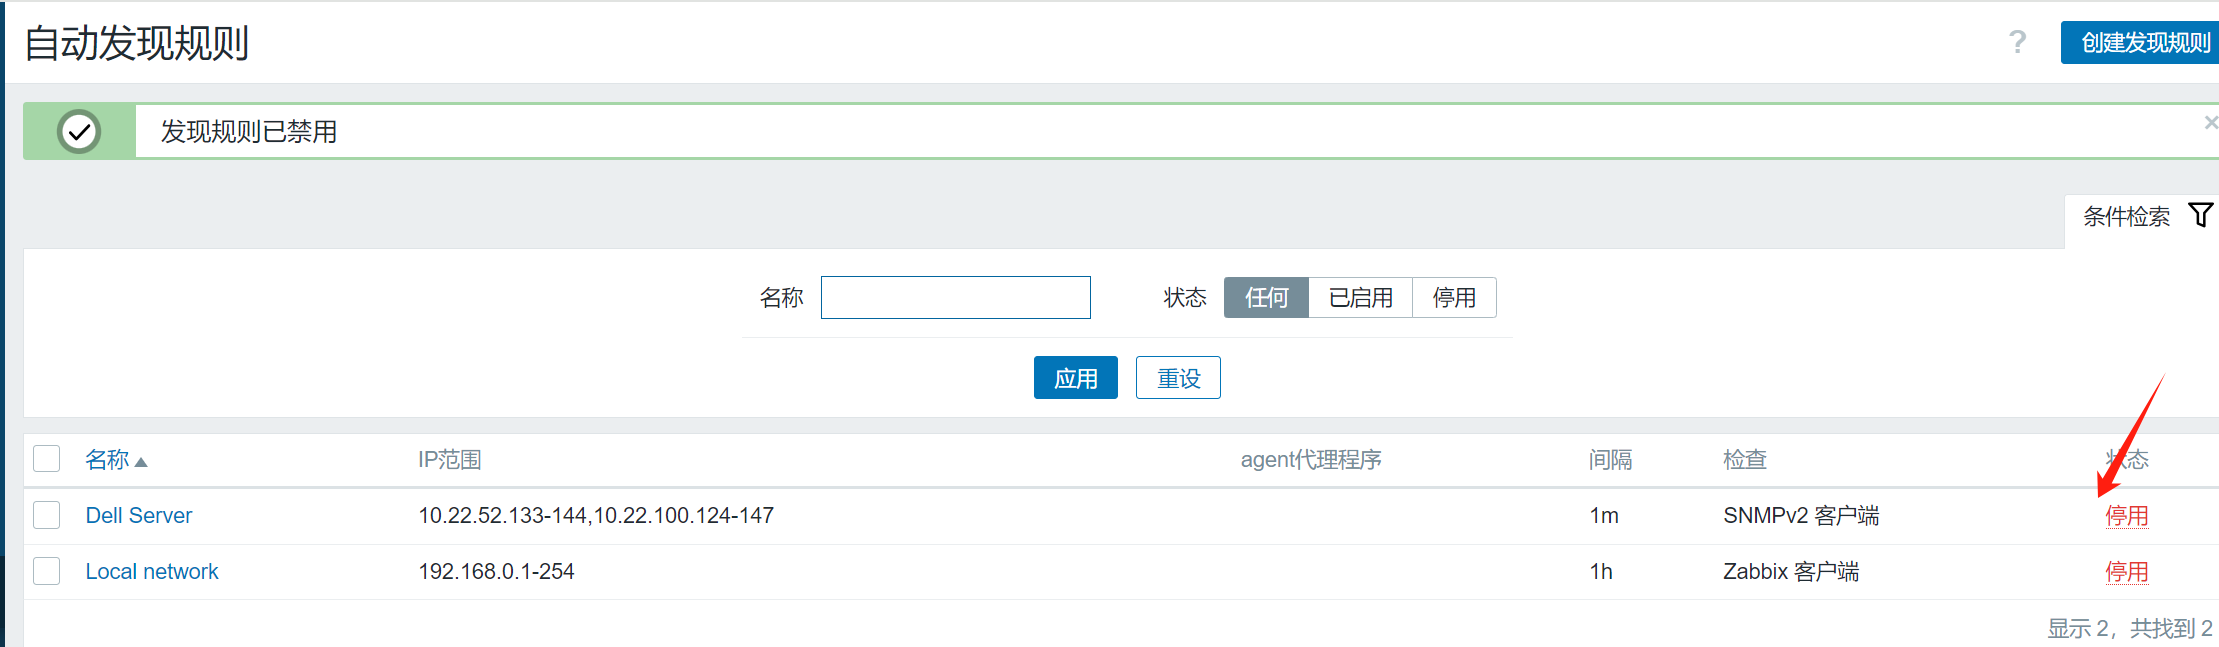 自动发现规则
?
创建发现规则
发现规则已禁用
×
条件检索
名称
状态 任何 已启用 停用
应用 重设
名称 IP范围 agent代理程序 间隔 检查 状态
Dell Server 10.22.52.133-144,10.22.100.124-147 1m SNMPv2 客户端 停用
Local network 192.168.0.1-254 1h Zabbix 客户端 停用
显示 2，共找到 2